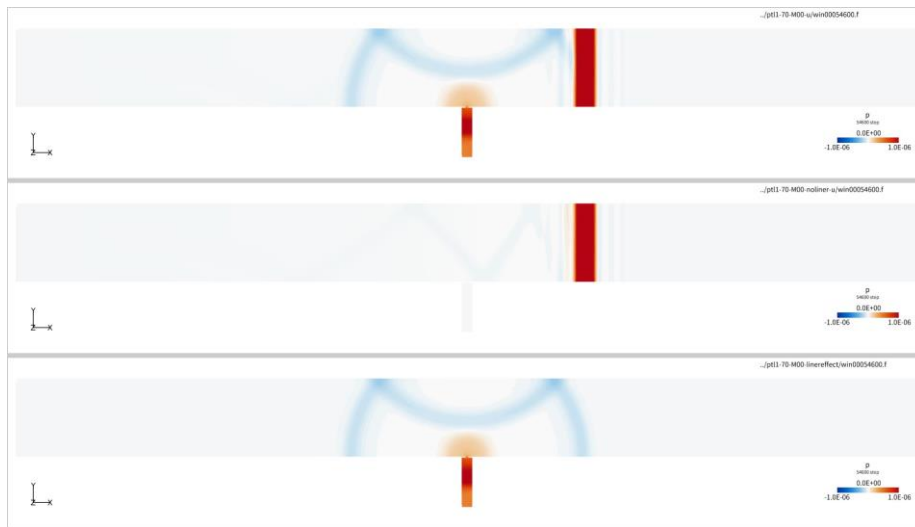 ../ptl1-70-M00-u/win00054600.f
p
54600 step
0.0E+00
-1.0E-06 1.0E-06
Y
Z X
../ptl1-70-M00-noliner-u/win00054600.f
p
54600 step
0.0E+00
-1.0E-06 1.0E-06
Y
Z X
../ptl1-70-M00-linereffect/win00054600.f
p
54600 step
0.0E+00
-1.0E-06 1.0E-06
Y
Z X